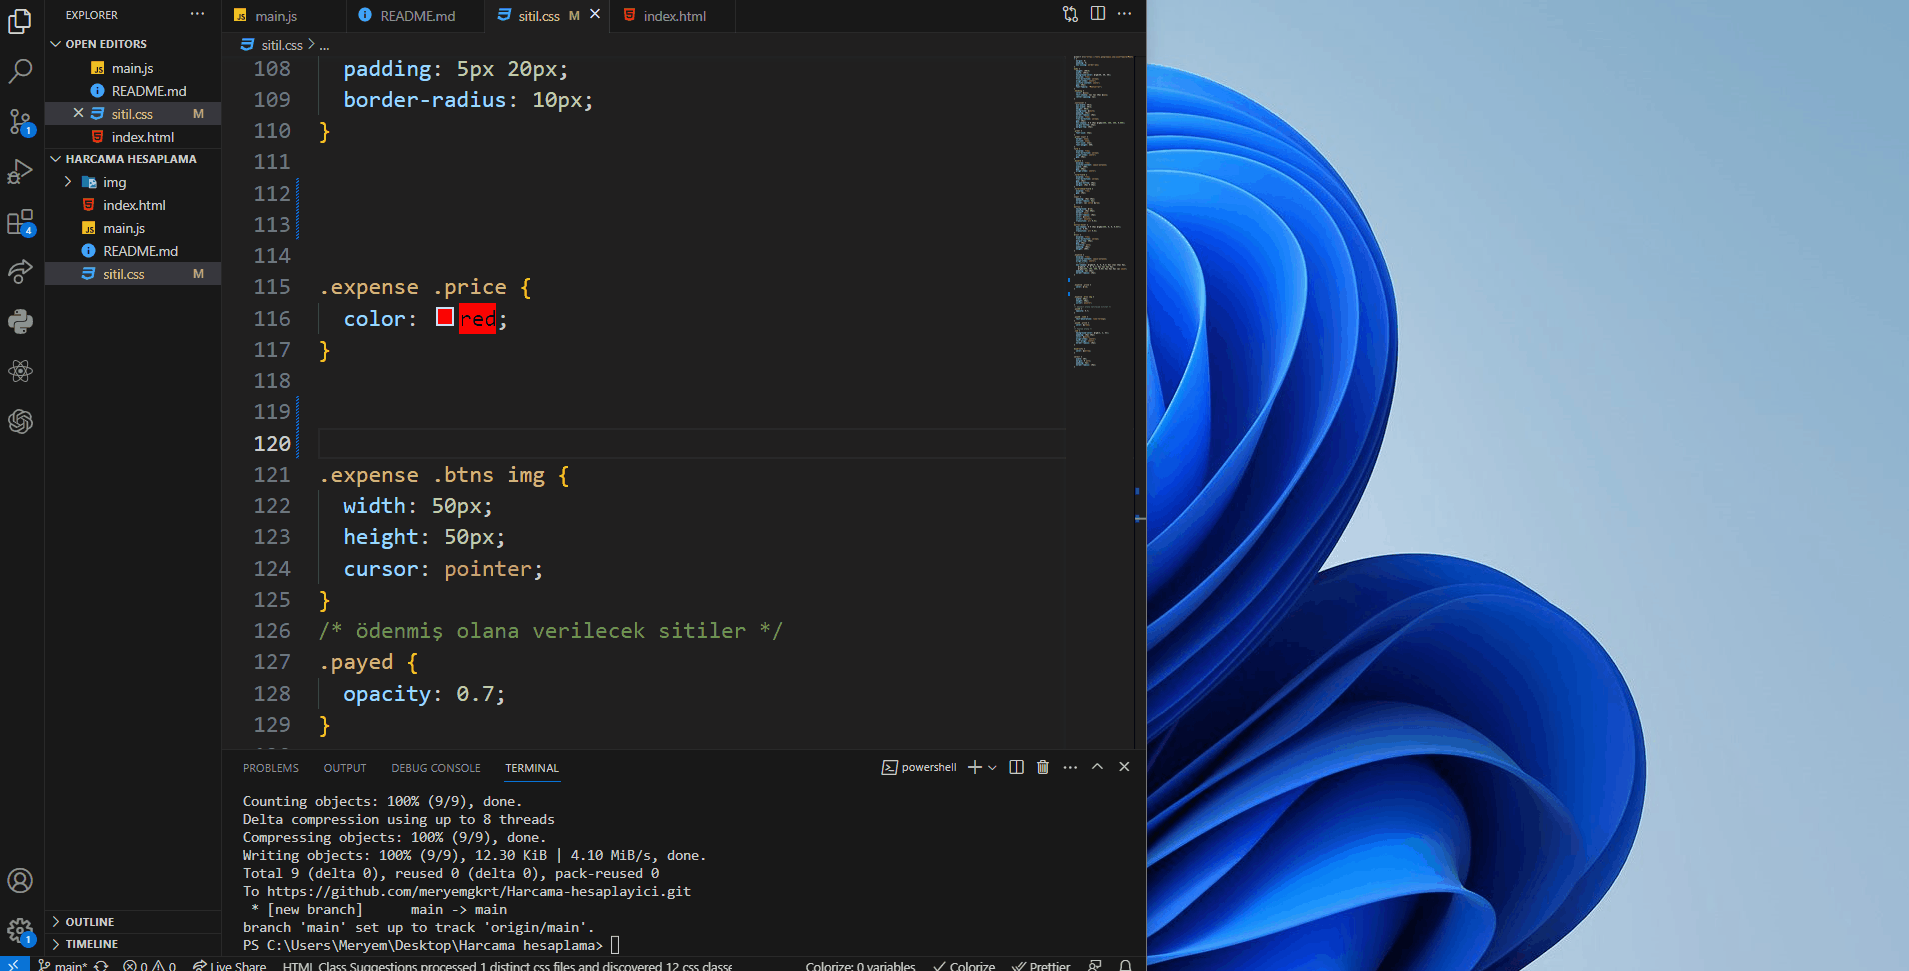 EXPLORER ...
OPEN EDITORS
main.js
README.md
sitil.css M
index.html
HARCAMA HESAPLAMA
img
index.html
main.js
README.md
sitil.css M
OUTLINE
TIMELINE
1
4
1
main.js README.md sitil.css M index.html ...
sitil.css > ...
108 padding: 5px 20px;
109 border-radius: 10px;
110 }
111
112
113
114
115 .expense .price {
116 color: red;
117 }
118
119
120
121 .expense .btns img {
122 width: 50px;
123 height: 50px;
124 cursor: pointer;
125 }
126 /* ödenmiş olana verilecek sitiler */
127 .payed {
128 opacity: 0.7;
129 }
PROBLEMS OUTPUT DEBUG CONSOLE TERMINAL powershell ...
Counting objects: 100% (9/9), done.
Delta compression using up to 8 threads
Compressing objects: 100% (9/9), done.
Writing objects: 100% (9/9), 12.30 KiB | 4.10 MiB/s, done.
Total 9 (delta 0), reused 0 (delta 0), pack-reused 0
To https://github.com/meryemgkrt/Harcama-hesaplayici.git
* [new branch] main -> main
branch 'main' set up to track 'origin/main'.
PS C:\Users\Meryem\Desktop\Harcama hesaplama>
main* 0 0 Live Share HTML Class Suggestions processed 1 distinct css files and discovered 12 css classe Colorize: 0 variables Colorize Prettier